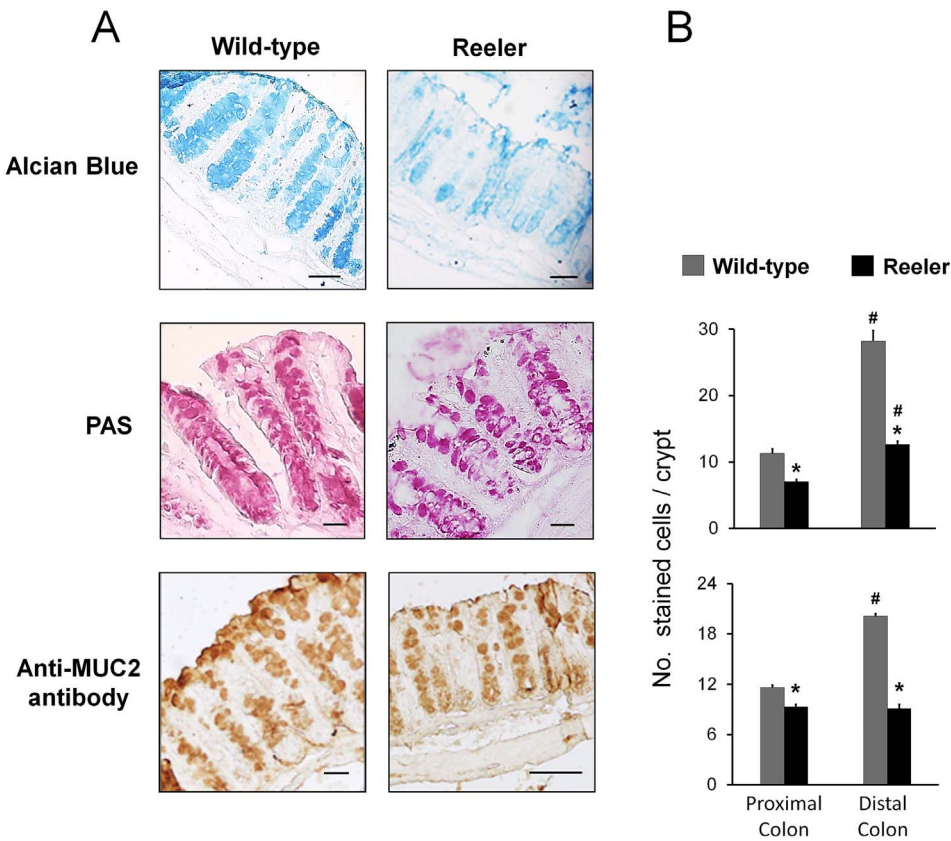 A
B
Wild-type
Reeler
Alcian Blue
PAS
Anti-MUC2
antibody
Wild-type
Reeler
No. stained cells / crypt
30
20
10
0
*
#
#
*
24
18
12
6
0
*
#
*
Proximal
Colon
Distal
Colon